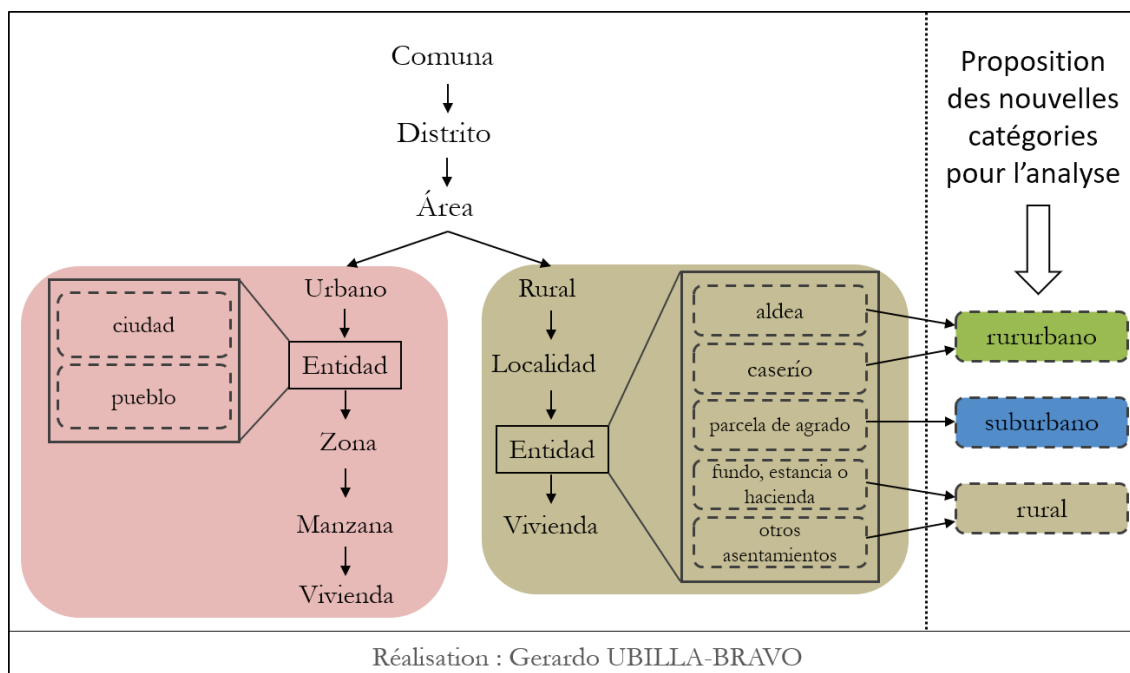 Comuna
Distrito
Área
Urbano
Entidad
Zona
Manzana
Vivienda
ciudad
pueblo
Rural
Localidad
Entidad
Vivienda
aldea
caserío
parcela de agrado
fundo, estancia o
hacienda
otros
asentamientos
Proposition
des nouvelles
catégories
pour l’analyse
rururbano
suburbano
rural
Réalisation : Gerardo UBILLA-BRAVO